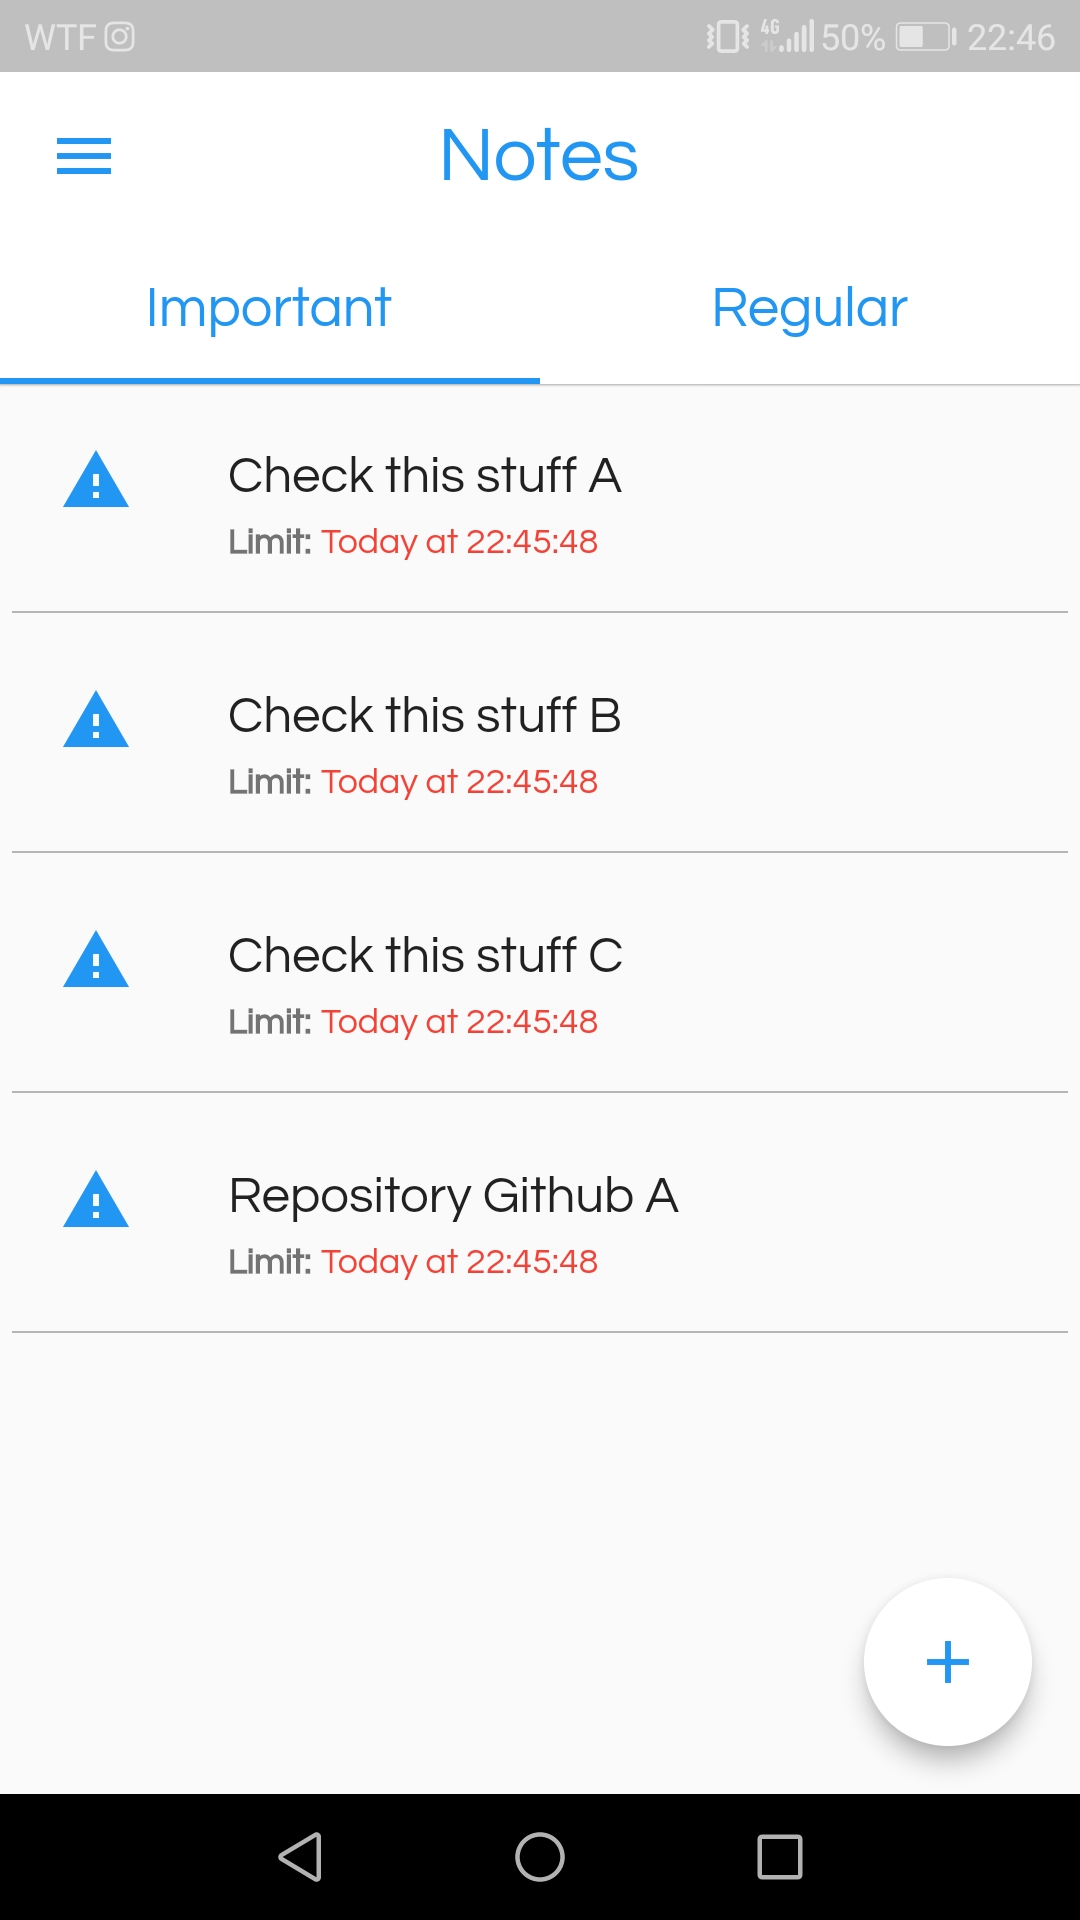 WTF 4G 50% 22:46
Notes
Important Regular
Check this stuff A
Limit: Today at 22:45:48
Check this stuff B
Limit: Today at 22:45:48
Check this stuff C
Limit: Today at 22:45:48
Repository Github A
Limit: Today at 22:45:48